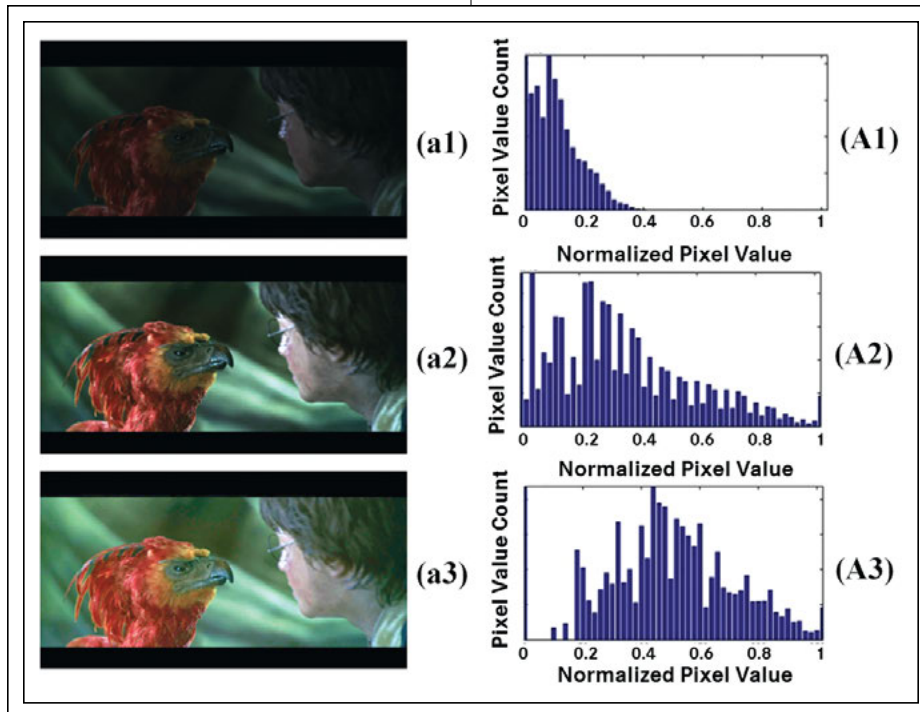 (a1)
Pixel Value Count
0 0.2 0.4 0.6 0.8 1
Normalized Pixel Value
(A1)
(a2)
Pixel Value Count
0 0.2 0.4 0.6 0.8 1
Normalized Pixel Value
(A2)
(a3)
Pixel Value Count
0 0.2 0.4 0.6 0.8 1
Normalized Pixel Value
(A3)